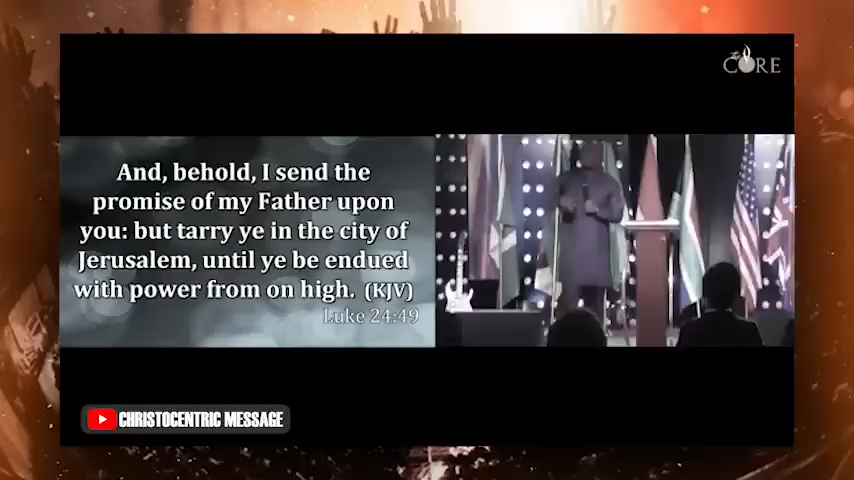 The
CORE
And, behold, I send the
promise of my Father upon
you: but tarry ye in the city of
Jerusalem, until ye be endued
with power from on high. (KJV)
Luke 24:49
CHRISTOCENTRIC MESSAGE